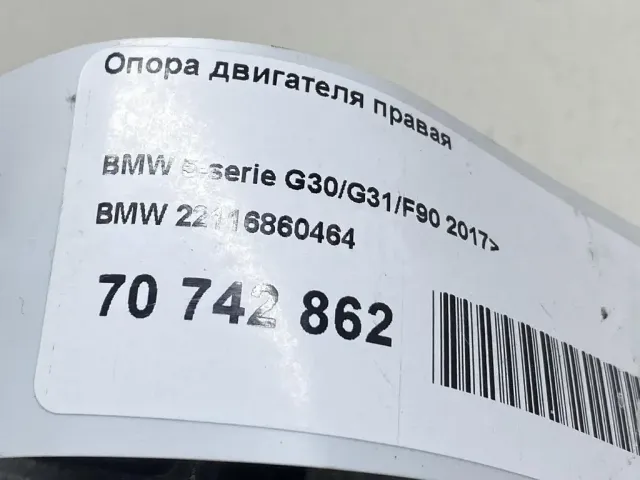 Опора двигателя правая
BMW 5-serie G30/G31/F90 2017>
BMW 22116860464
70 742 862